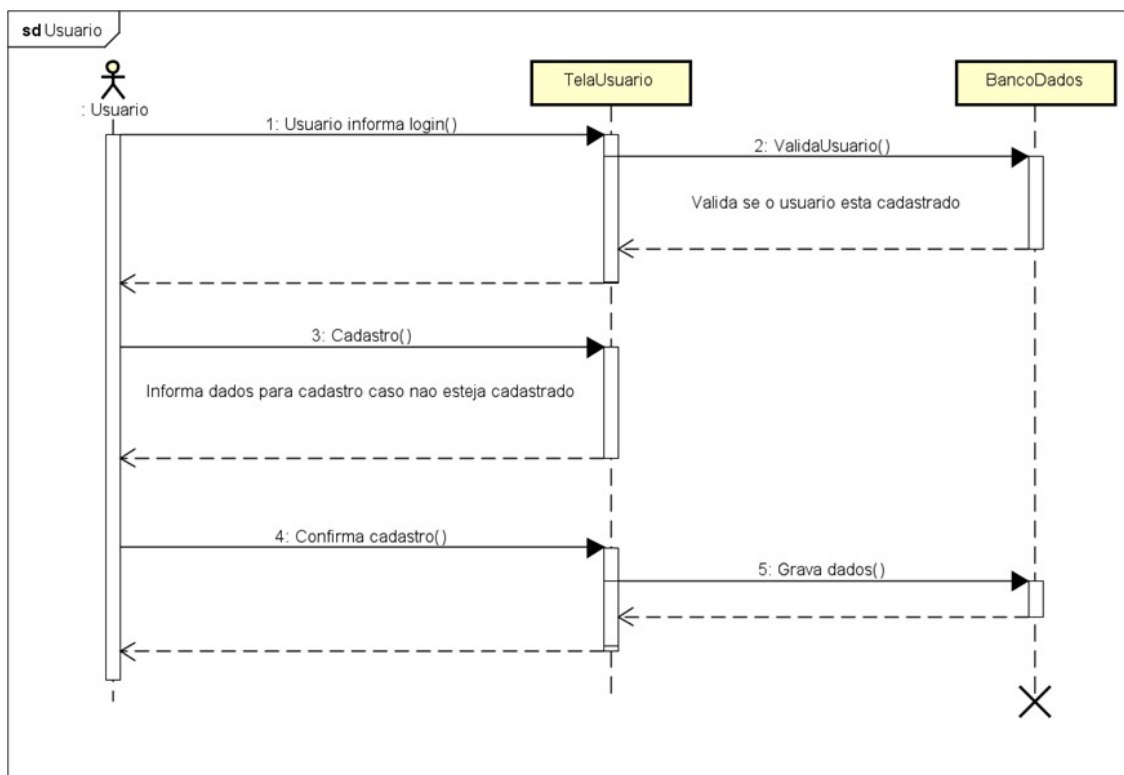 sd Usuario
: Usuario
TelaUsuario
BancoDados
1: Usuario informa login()
2: ValidaUsuario()
Valida se o usuario esta cadastrado
3: Cadastro()
Informa dados para cadastro caso nao esteja cadastrado
4: Confirma cadastro()
5: Grava dados()